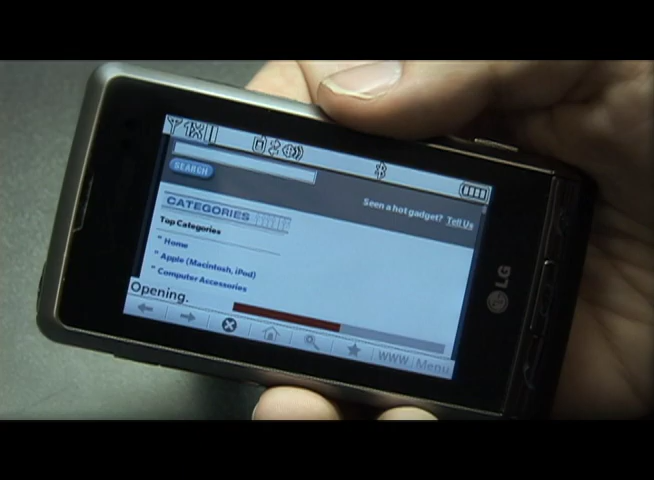 1X
SEARCH
Seen a hot gadget? Tell Us
CATEGORIES
Top Categories
Home
Apple (Macintosh, iPod)
Computer Accessories
Opening.
WWW Menu
LG